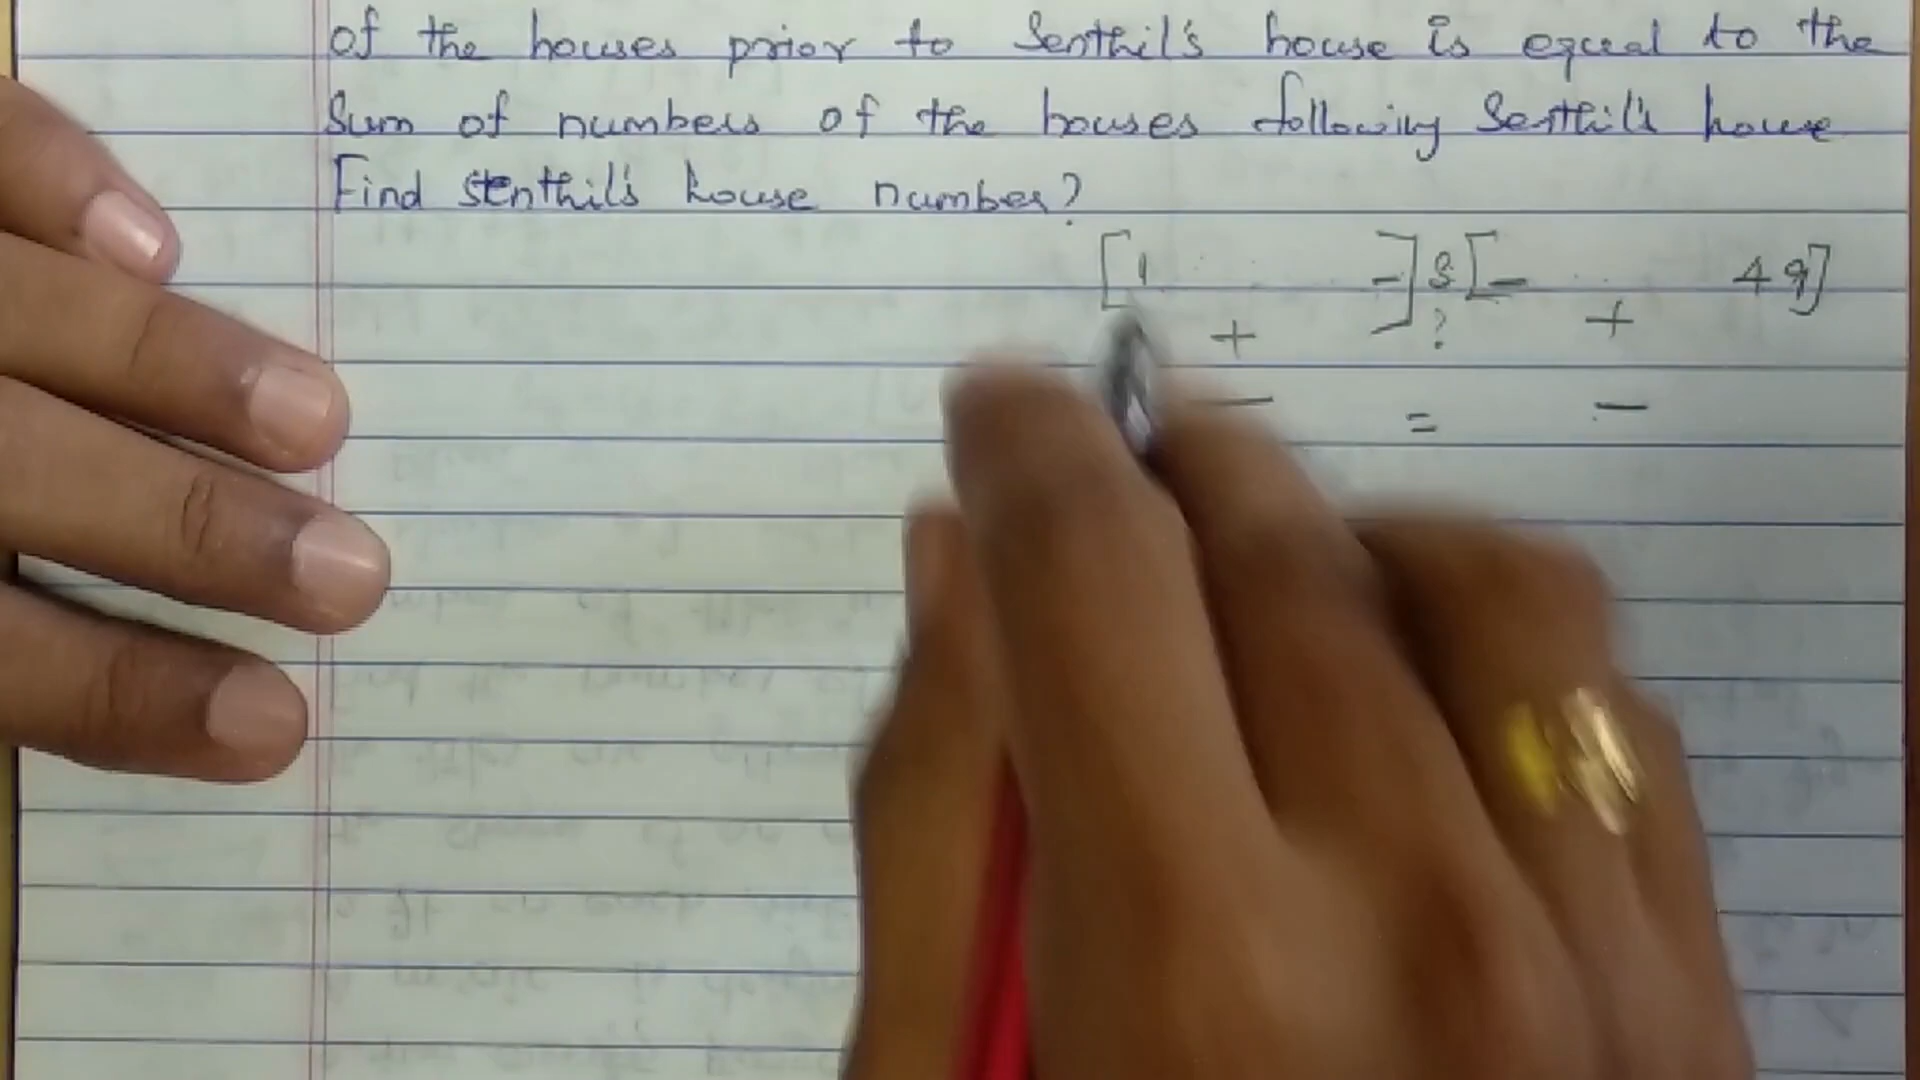 of the houses prior to Senthil's house is equal to the
Sum of numbers of the houses following Senthil's house
Find Senthil's house number?
[1 -] S [- 49]
+ ? +
- = -